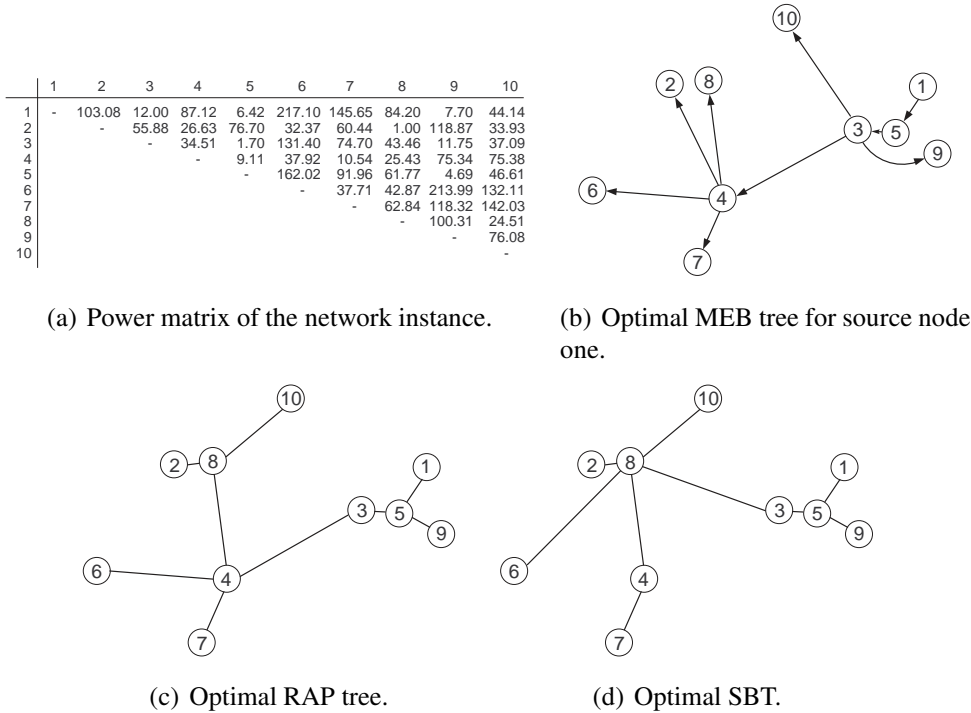 1 2 3 4 5 6 7 8 9 10
1 - 103.08 12.00 87.12 6.42 217.10 145.65 84.20 7.70 44.14
2 - 55.88 26.63 76.70 32.37 60.44 1.00 118.87 33.93
3 - 34.51 1.70 131.40 74.70 43.46 11.75 37.09
4 - 9.11 37.92 10.54 25.43 75.34 75.38
5 - 162.02 91.96 61.77 4.69 46.61
6 - 37.71 42.87 213.99 132.11
7 - 62.84 118.32 142.03
8 - 100.31 24.51
9 - 76.08
10 -
(a) Power matrix of the network instance.
10
2
8
1
3
5
9
6
4
7
(b) Optimal MEB tree for source node
one.
10
2
8
1
3
5
9
6
4
7
(c) Optimal RAP tree.
10
2
8
1
3
5
9
6
4
7
(d) Optimal SBT.